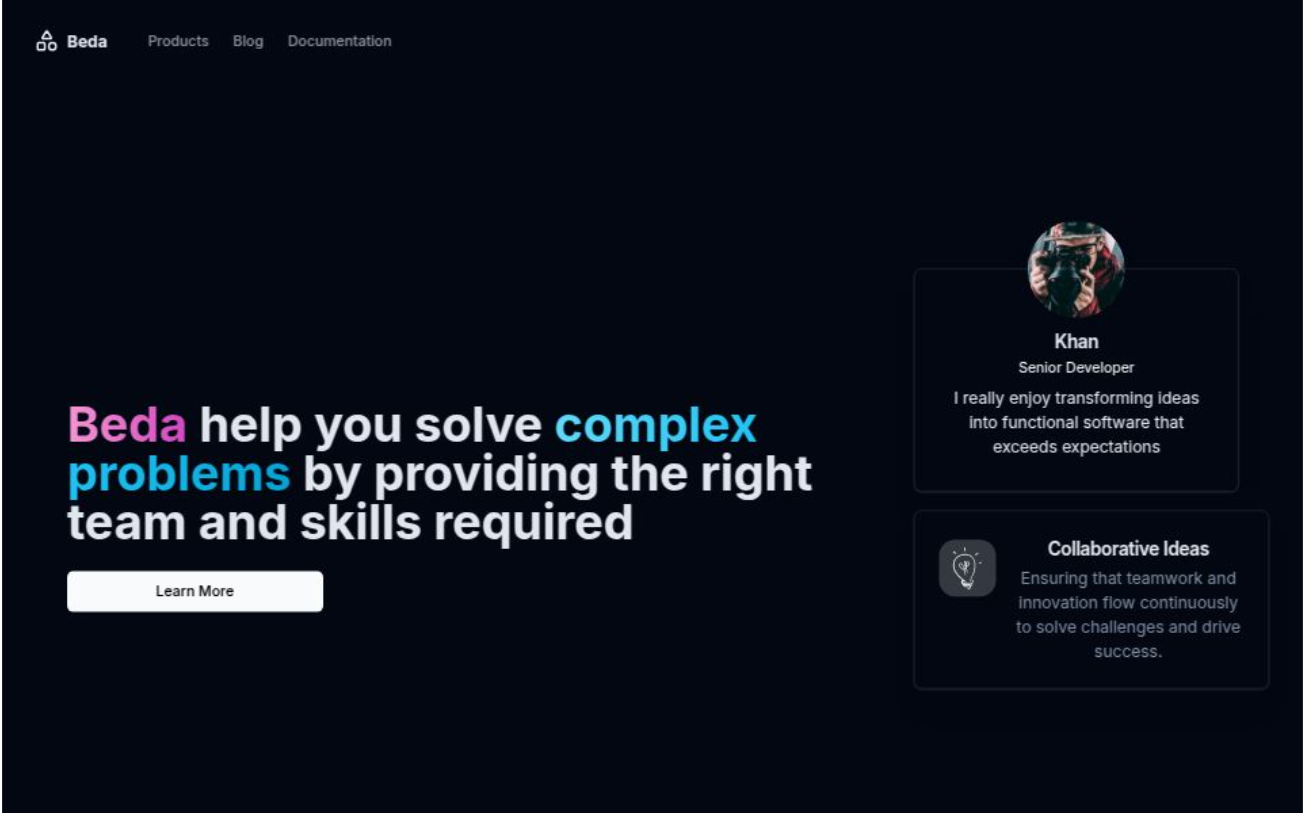 Beda Products Blog Documentation
Beda help you solve complex
problems by providing the right
team and skills required
Learn More
Khan
Senior Developer
I really enjoy transforming ideas
into functional software that
exceeds expectations
Collaborative Ideas
Ensuring that teamwork and
innovation flow continuously
to solve challenges and drive
success.